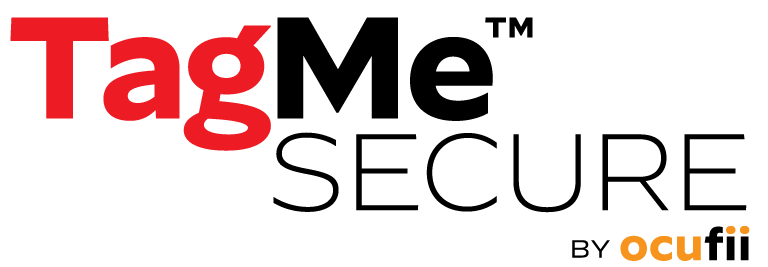 TagMe™
SECURE
BY ocufii